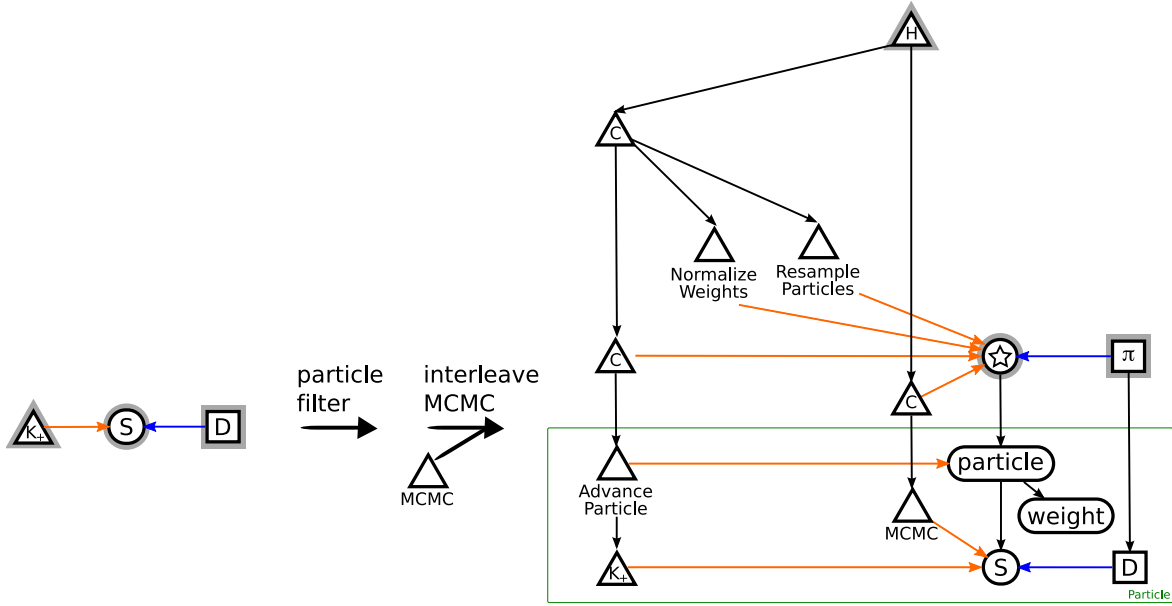 H
C
Normalize
Weights
Resample
Particles
C
π
particle
filter
interleave
MCMC
C
K+
S
D
MCMC
particle
Advance
Particle
weight
MCMC
K+
S
D
Particle